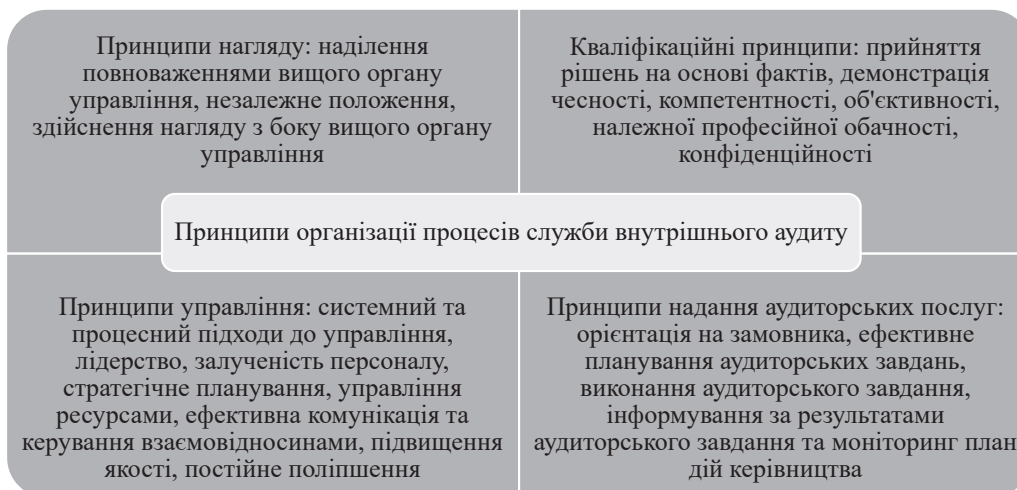 Принципи нагляду: наділення
повноваженнями вищого органу
управління, незалежне положення,
здійснення нагляду з боку вищого органу
управління
Кваліфікаційні принципи: прийняття
рішень на основі фактів, демонстрація
чесності, компетентності, об'єктивності,
належної професійної обачності,
конфіденційності
Принципи організації процесів служби внутрішнього аудиту
Принципи управління: системний та
процесний підходи до управління,
лідерство, залученість персоналу,
стратегічне планування, управління
ресурсами, ефективна комунікація та
керування взаємовідносинами, підвищення
якості, постійне поліпшення
Принципи надання аудиторських послуг:
орієнтація на замовника, ефективне
планування аудиторських завдань,
виконання аудиторського завдання,
інформування за результатами
аудиторського завдання та моніторинг план
дій керівництва